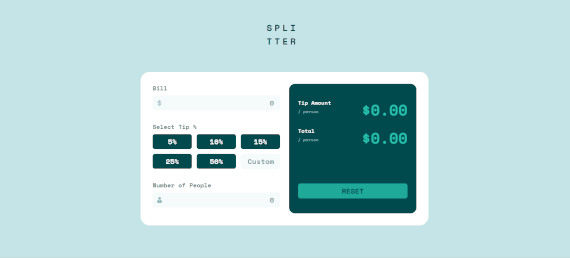 SPLI
TTER
Bill
$ 0
Select Tip %
5% 10% 15%
25% 50% Custom
Number of People
0
Tip Amount
/ person
$0.00
Total
/ person
$0.00
RESET